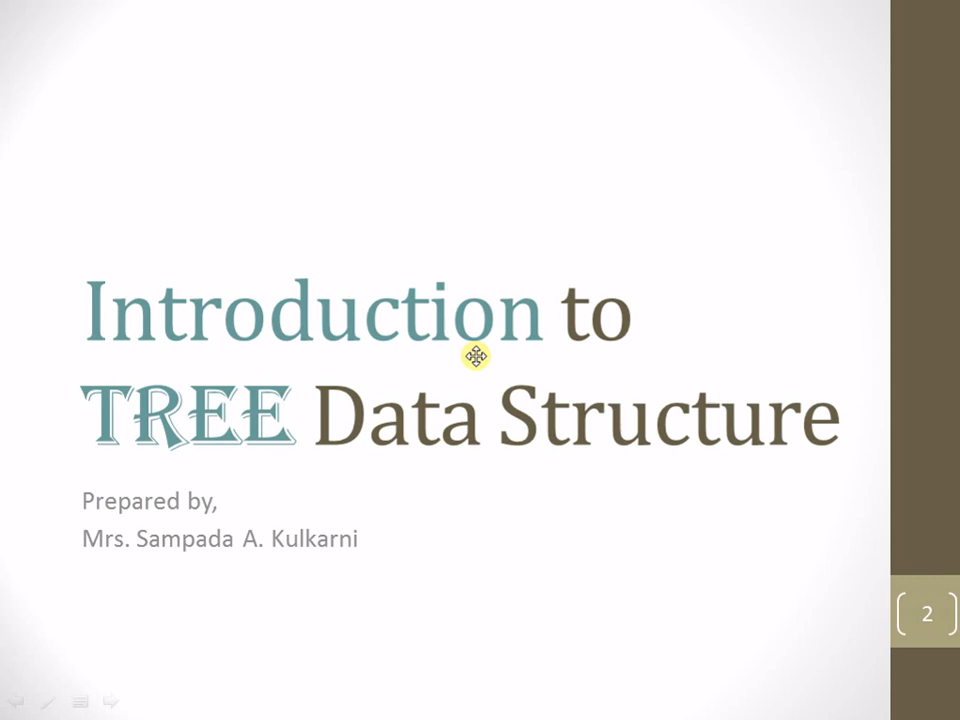 Introduction to
TREE Data Structure
Prepared by,
Mrs. Sampada A. Kulkarni
2